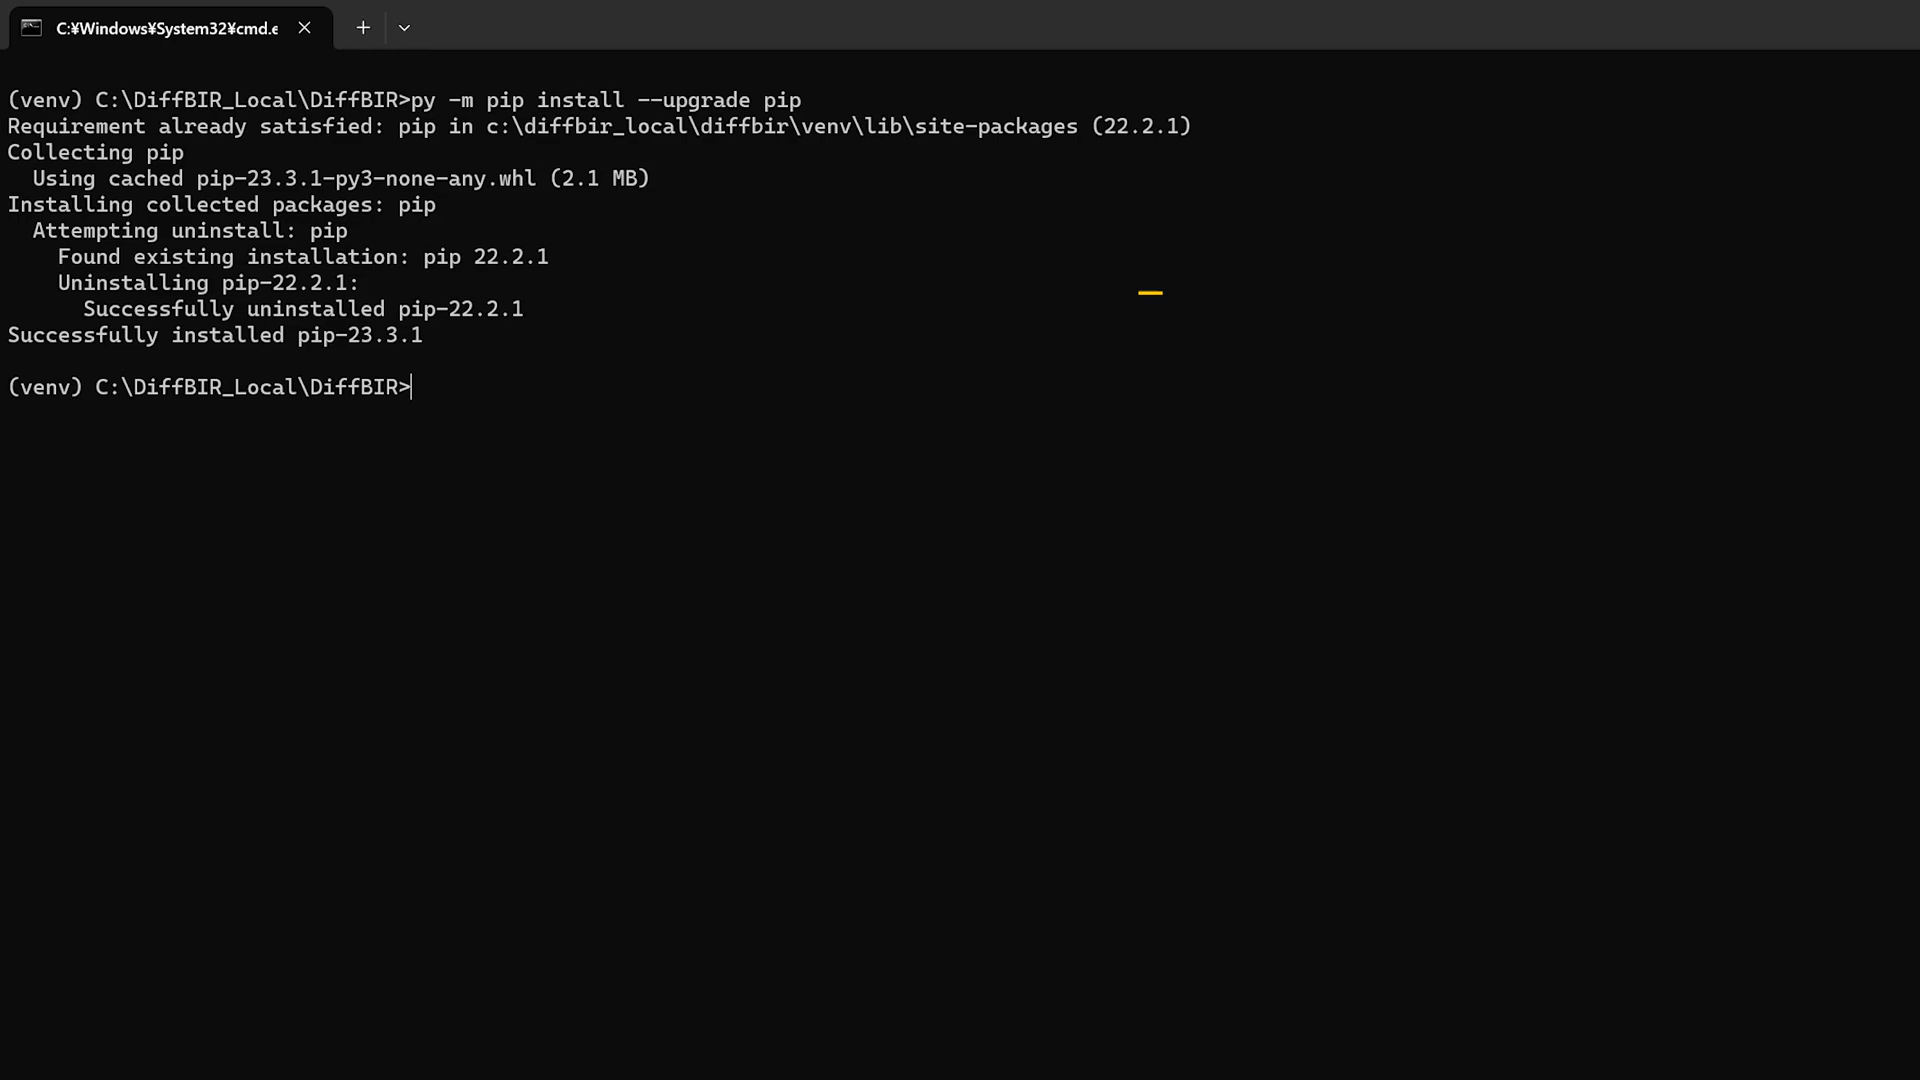 C:¥Windows¥System32¥cmd.e
(venv) C:\DiffBIR_Local\DiffBIR>py -m pip install --upgrade pip
Requirement already satisfied: pip in c:\diffbir_local\diffbir\venv\lib\site-packages (22.2.1)
Collecting pip
  Using cached pip-23.3.1-py3-none-any.whl (2.1 MB)
Installing collected packages: pip
  Attempting uninstall: pip
    Found existing installation: pip 22.2.1
    Uninstalling pip-22.2.1:
      Successfully uninstalled pip-22.2.1
Successfully installed pip-23.3.1
(venv) C:\DiffBIR_Local\DiffBIR>